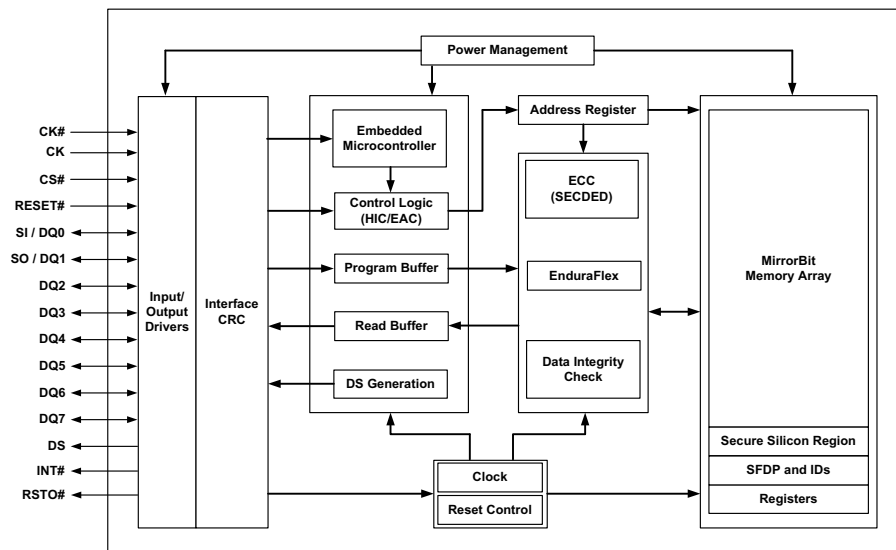 Power Management
CK#
CK
CS#
RESET#
SI / DQ0
SO / DQ1
DQ2
DQ3
DQ4
DQ5
DQ6
DQ7
DS
INT#
RSTO#
Input/
Output
Drivers
Interface
CRC
Embedded
Microcontroller
Control Logic
(HIC/EAC)
Program Buffer
Read Buffer
DS Generation
Address Register
ECC
(SECDED)
EnduraFlex
Data Integrity
Check
Clock
Reset Control
MirrorBit
Memory Array
Secure Silicon Region
SFDP and IDs
Registers